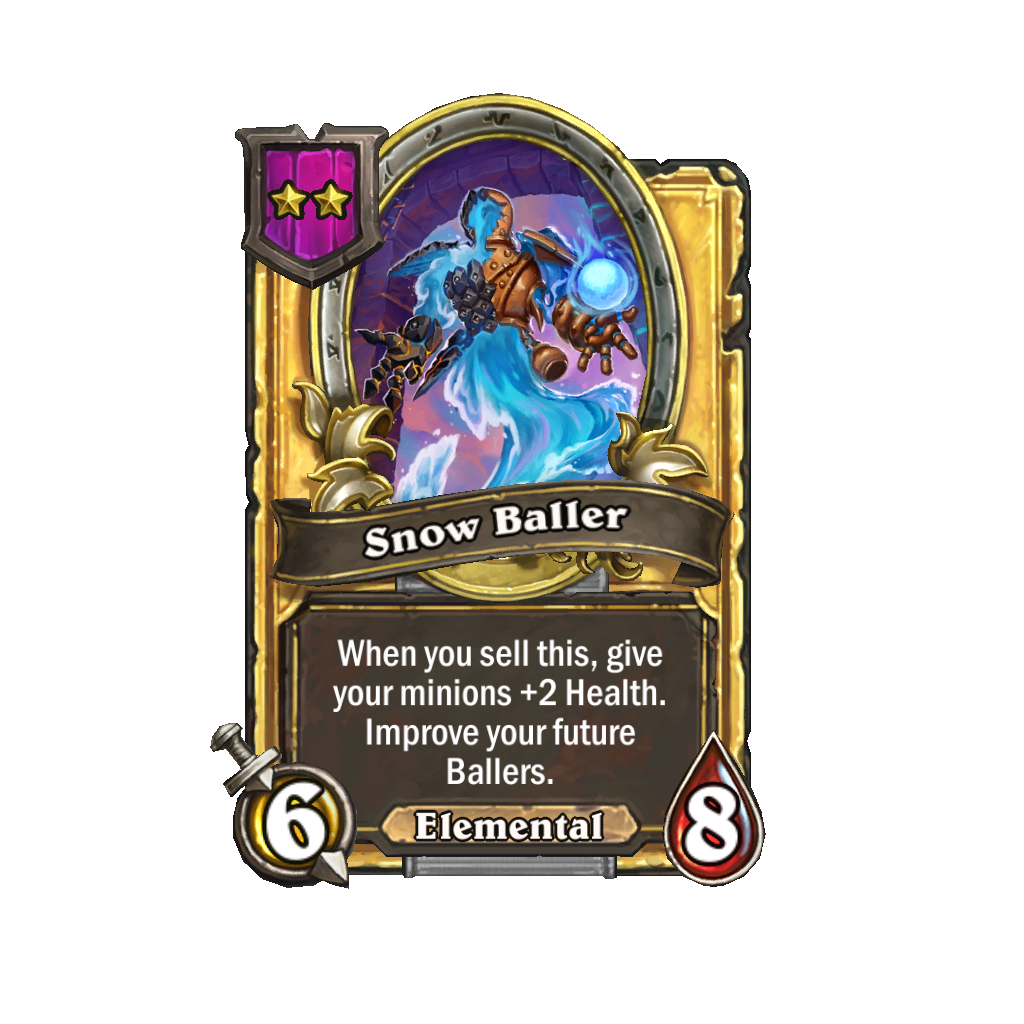 Snow Baller
When you sell this, give
your minions +2 Health.
Improve your future
Ballers.
6
Elemental
8